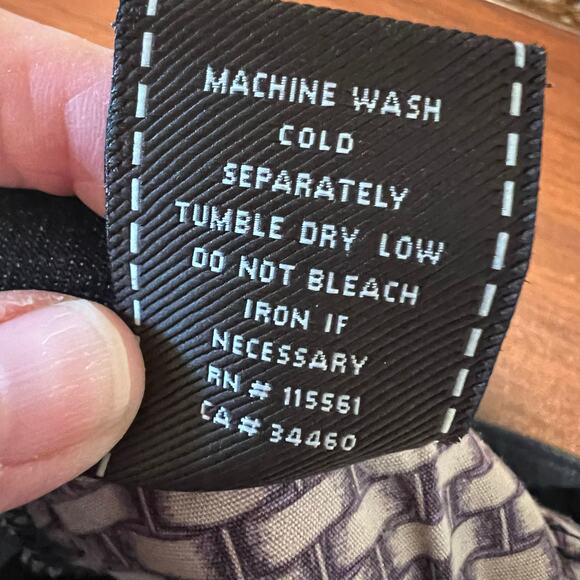 MACHINE WASH
COLD
SEPARATELY
TUMBLE DRY LOW
DO NOT BLEACH
IRON IF
NECESSARY
RN # 115561
CA # 34460